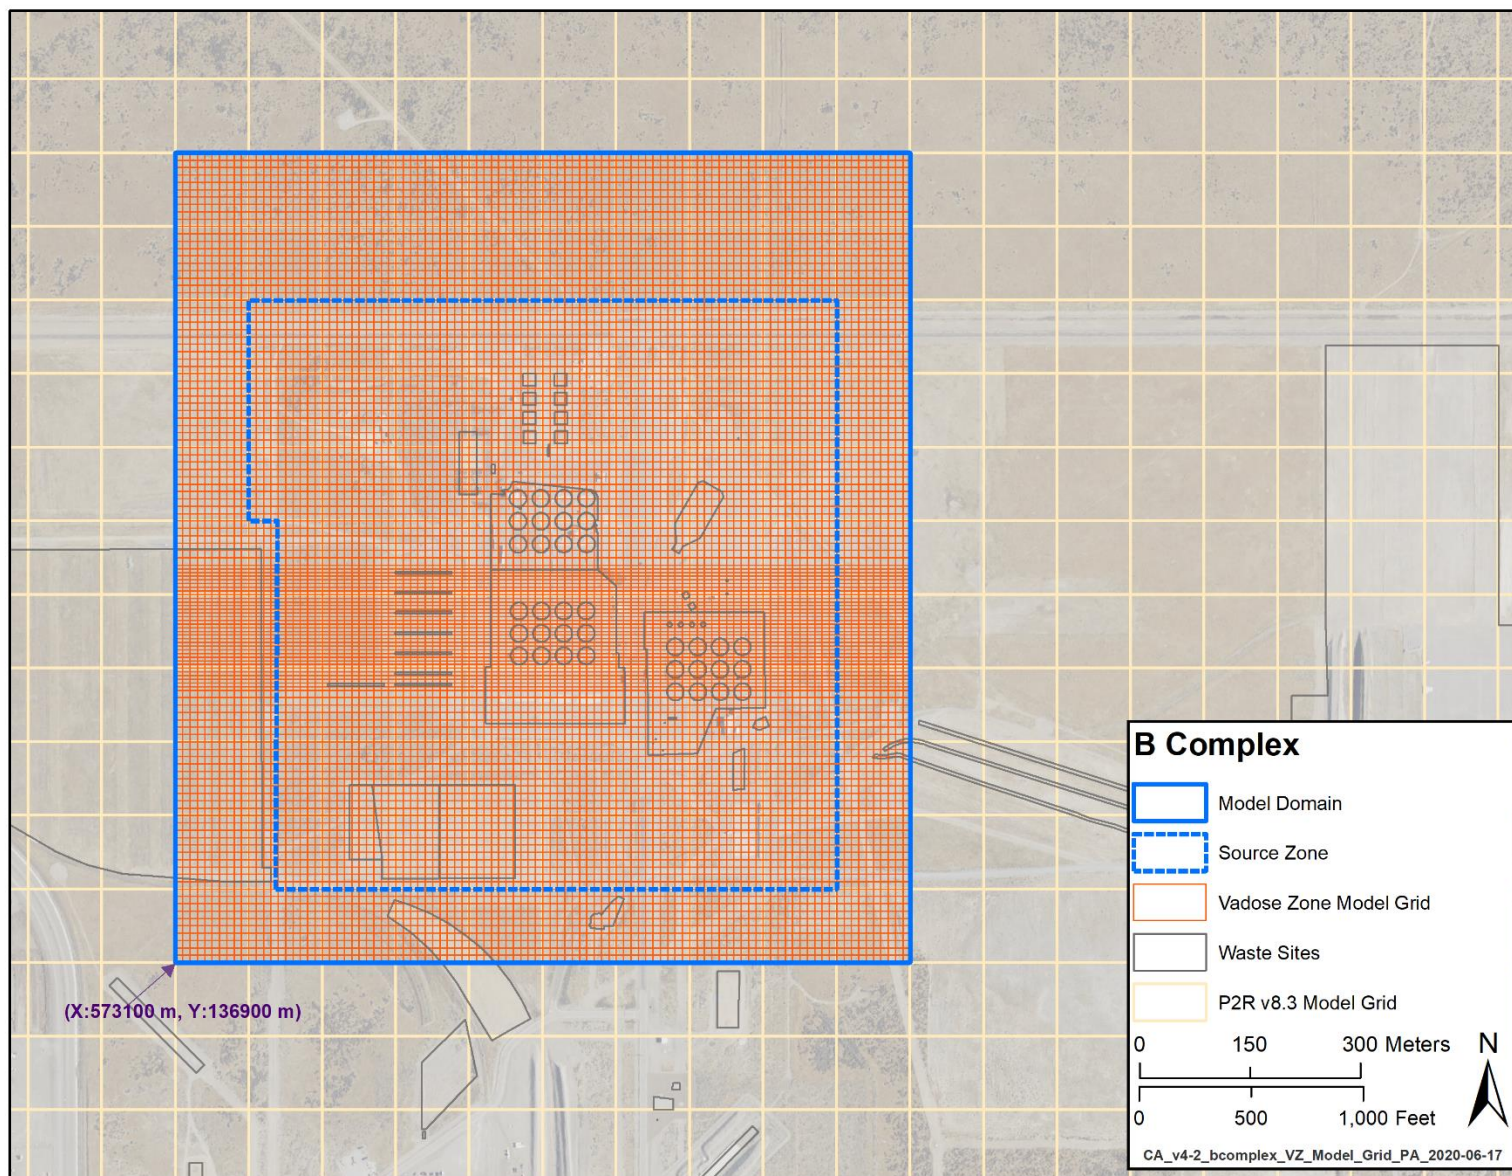 (X:573100 m, Y:136900 m)
B Complex
Model Domain
Source Zone
Vadose Zone Model Grid
Waste Sites
P2R v8.3 Model Grid
0 150 300 Meters N
0 500 1,000 Feet
CA_v4-2_bcomplex_VZ_Model_Grid_PA_2020-06-17